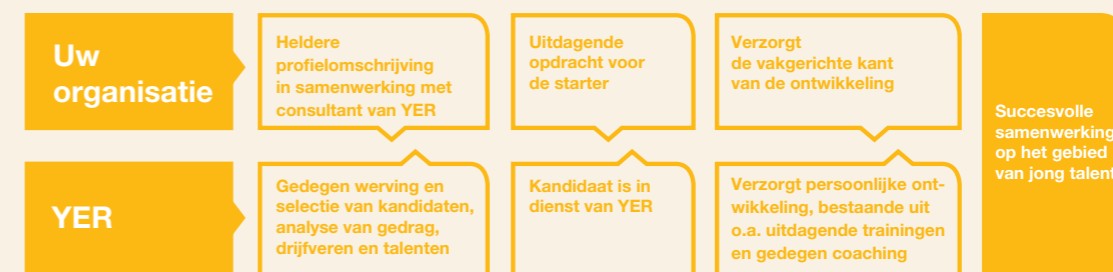 Uw
organisatie
Heldere
profielomschrijving
in samenwerking met
consultant van YER
Uitdagende
opdracht voor
de starter
Verzorgt
de vakgerichte kant
van de ontwikkeling
YER
Gedegen werving en
selectie van kandidaten,
analyse van gedrag,
drijfveren en talenten
Kandidaat is in
dienst van YER
Verzorgt persoonlijke ont-
wikkeling, bestaande uit
o.a. uitdagende trainingen
en gedegen coaching
Succesvolle
samenwerking
op het gebied
van jong talent